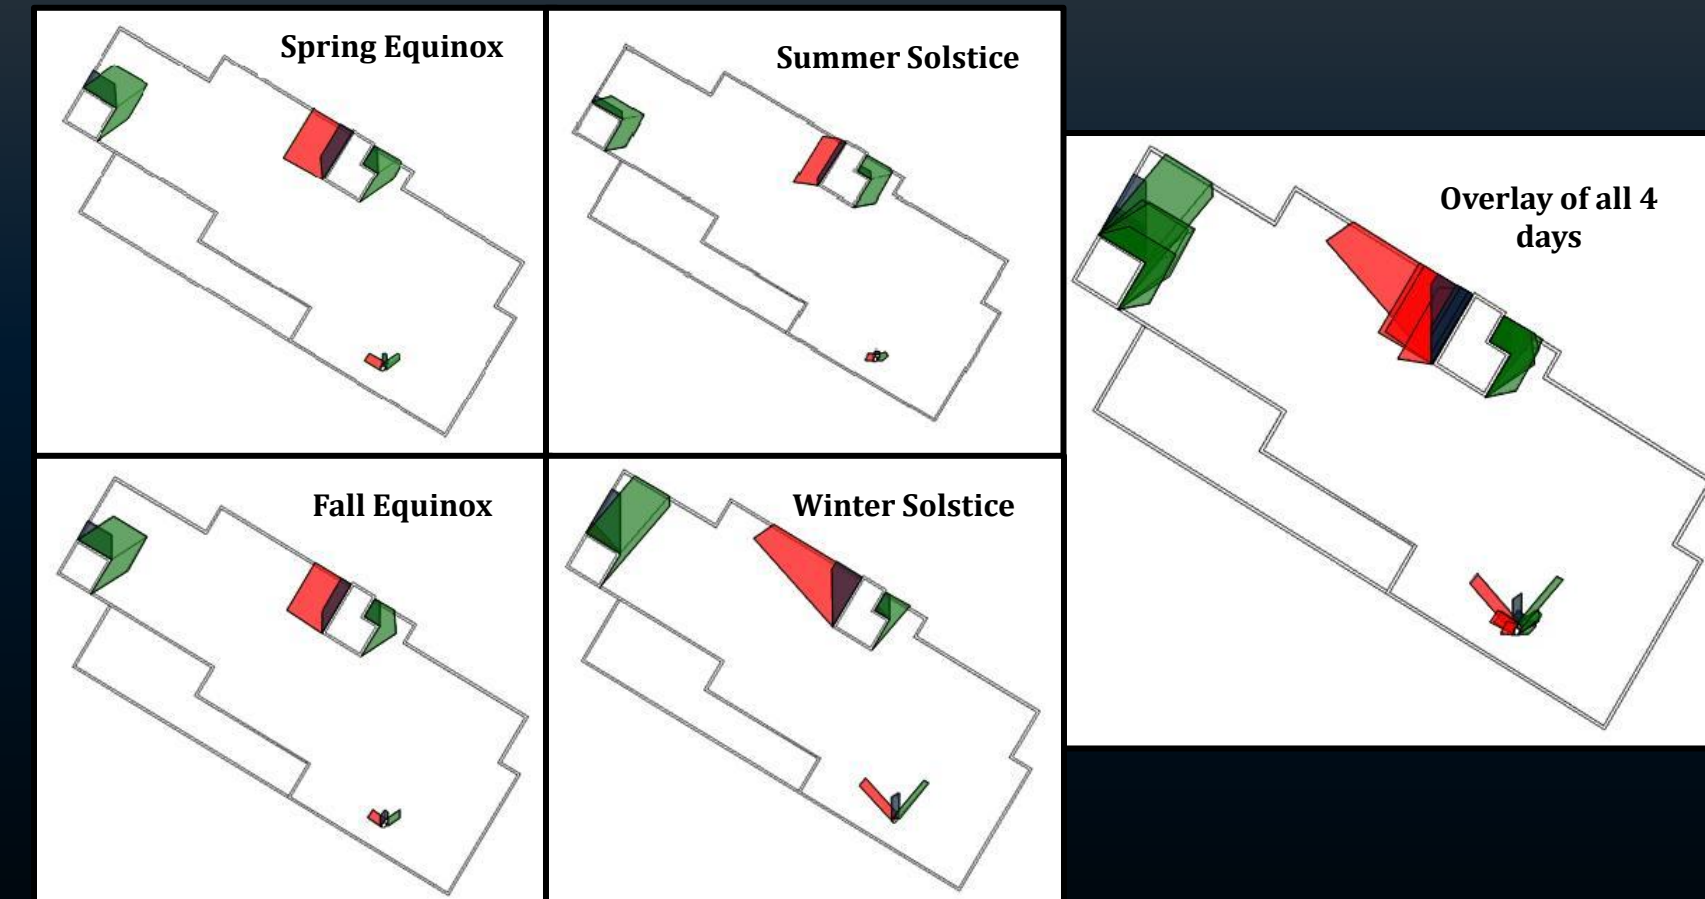 Spring Equinox
Summer Solstice
Overlay of all 4
days
Fall Equinox
Winter Solstice